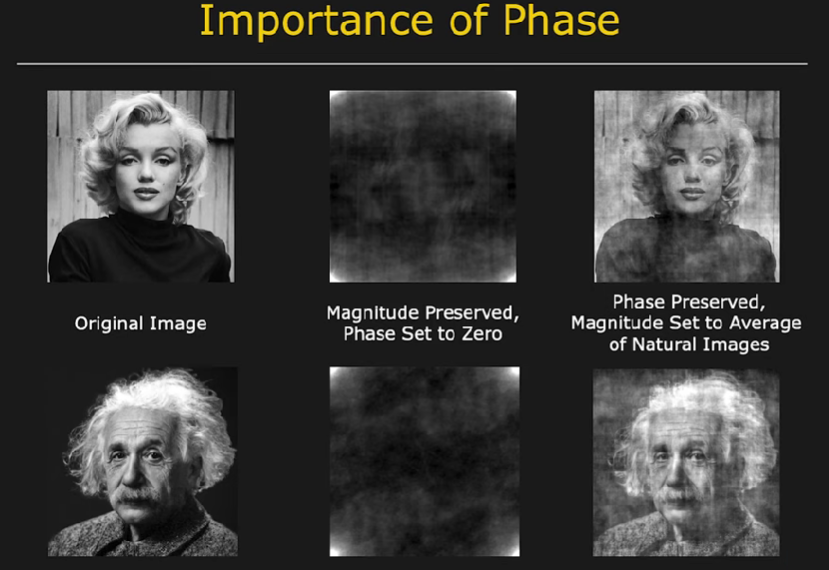 Importance of Phase
Original Image
Magnitude Preserved,
Phase Set to Zero
Phase Preserved,
Magnitude Set to Average
of Natural Images